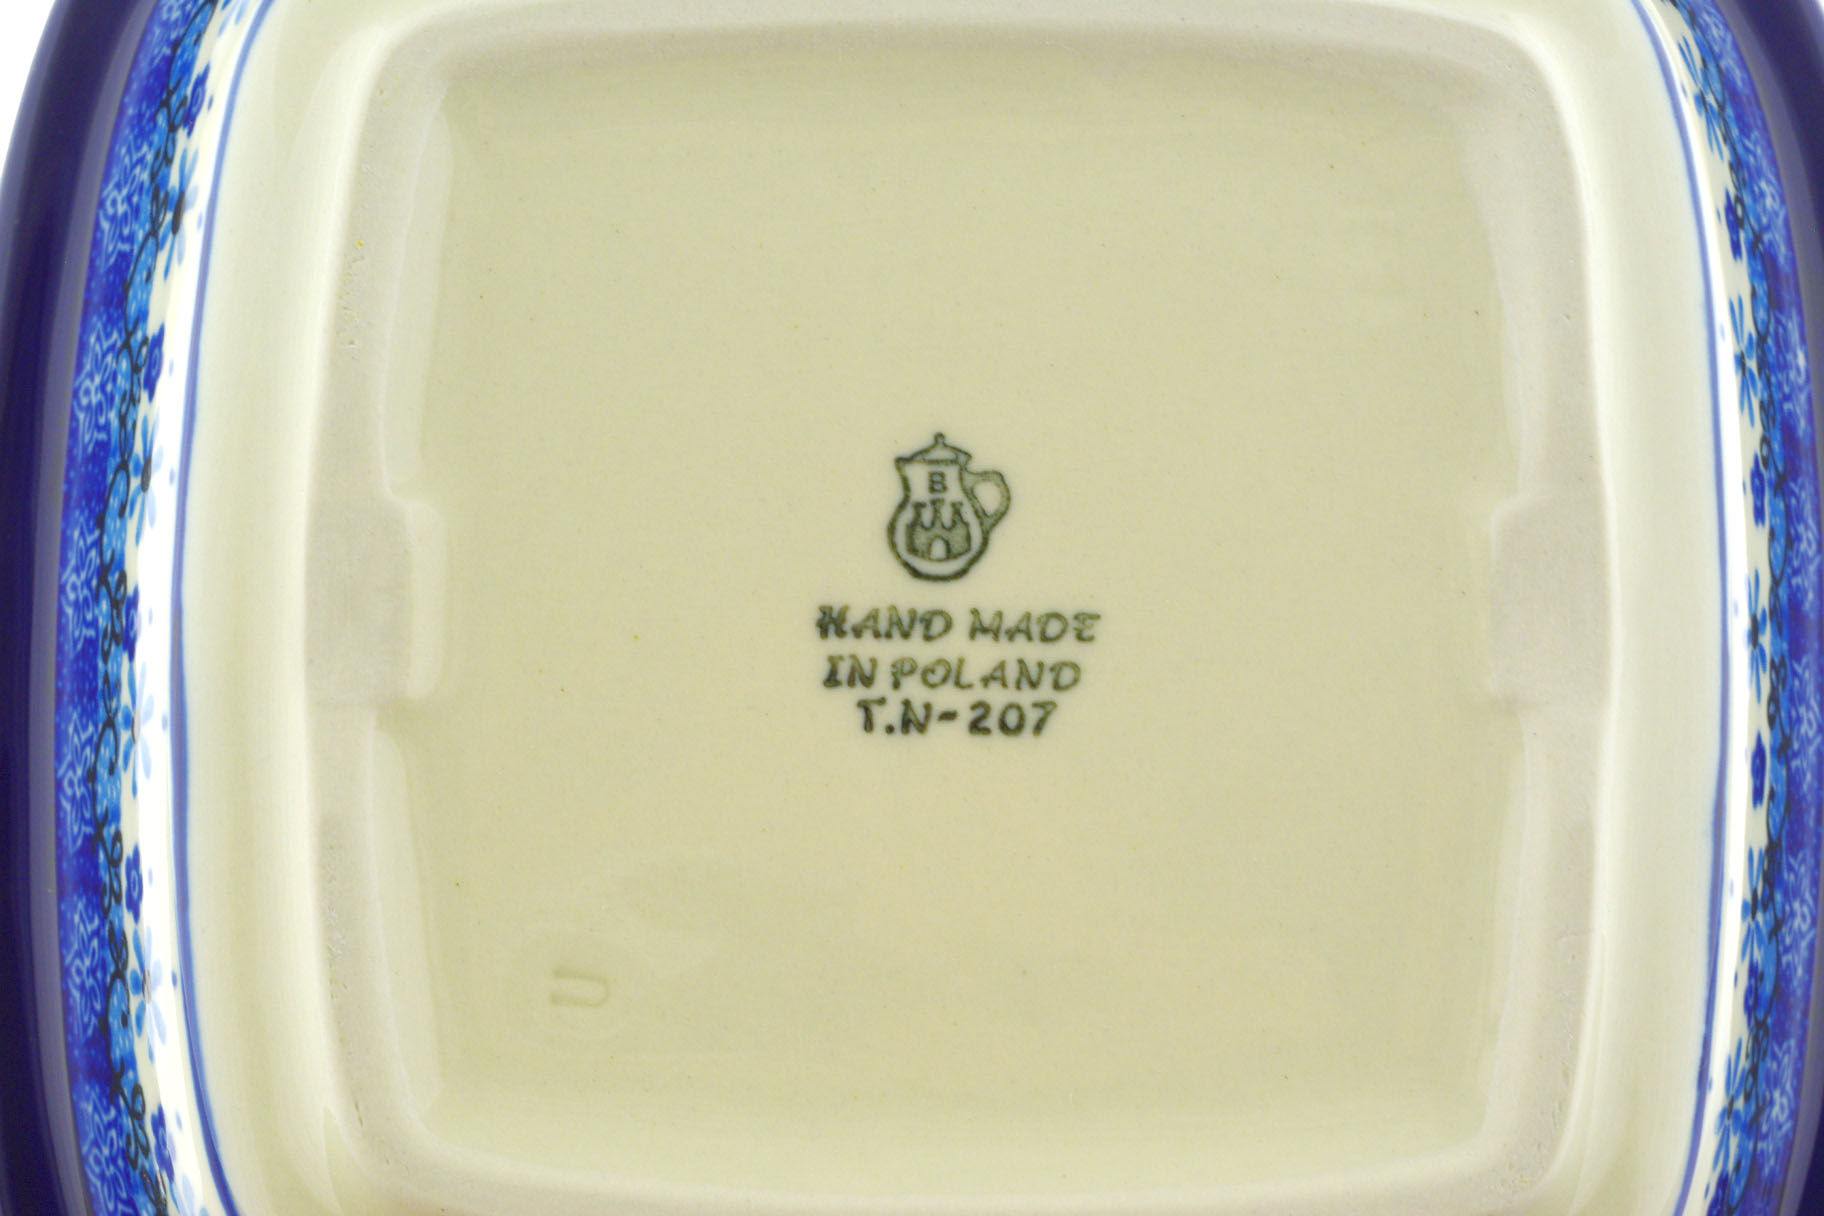 B
HAND MADE
IN POLAND
T.N-207
U